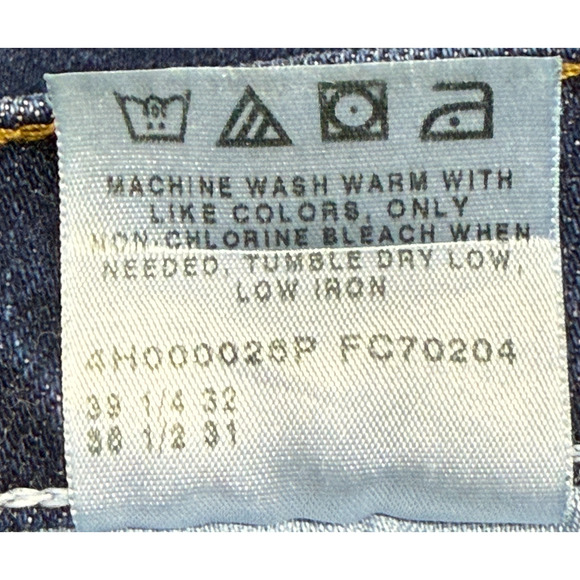 MACHINE WASH WARM WITH
LIKE COLORS, ONLY
NON-CHLORINE BLEACH WHEN
NEEDED, TUMBLE DRY LOW,
LOW IRON
4H000026P FC70204
39 1/4 32
38 1/2 31